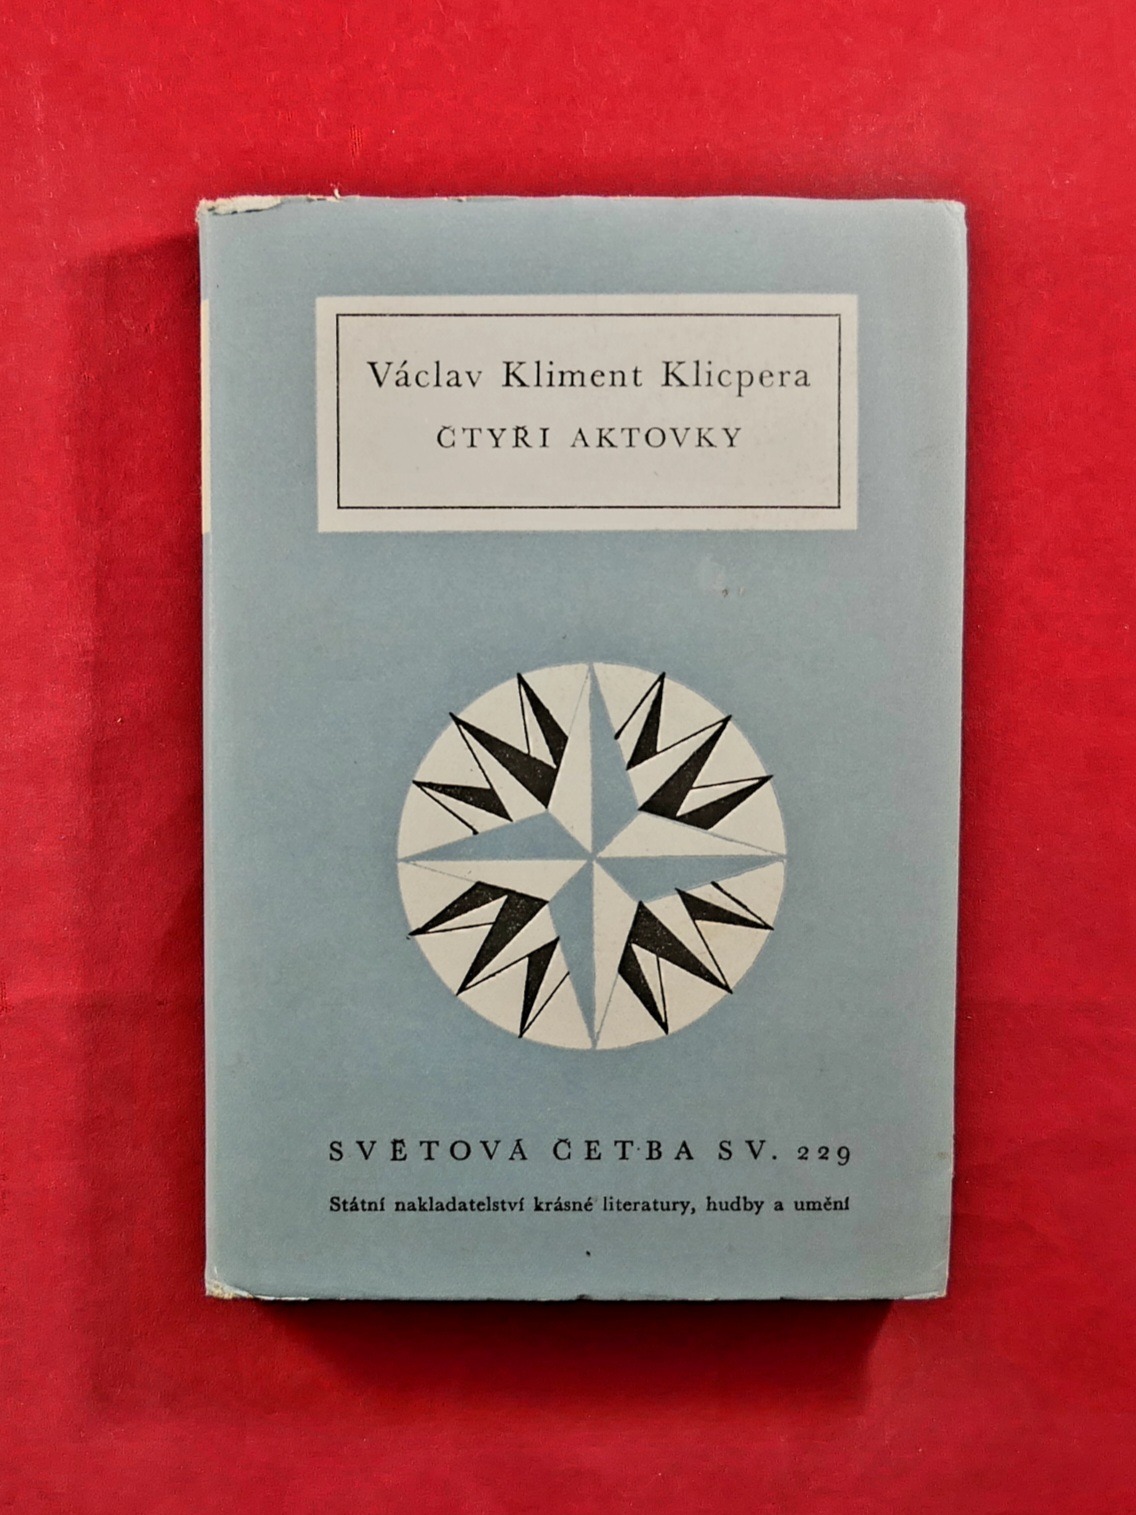 Václav Kliment Klicpera
ČTYŘI AKTOVKY
SVĚTOVÁ ČETBA SV. 229
Státní nakladatelství krásné literatury, hudby a umění